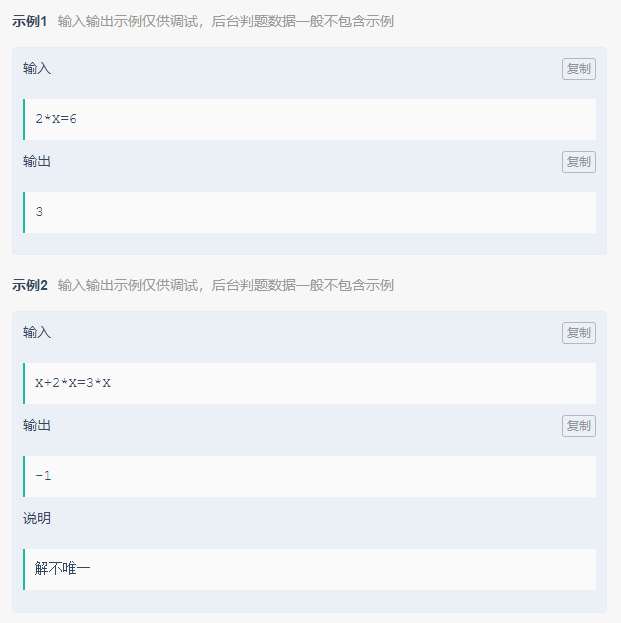 示例1 输入输出示例仅供调试，后台判题数据一般不包含示例
输入 复制
2*X=6
输出 复制
3
示例2 输入输出示例仅供调试，后台判题数据一般不包含示例
输入 复制
X+2*X=3*X
输出 复制
-1
说明
解不唯一